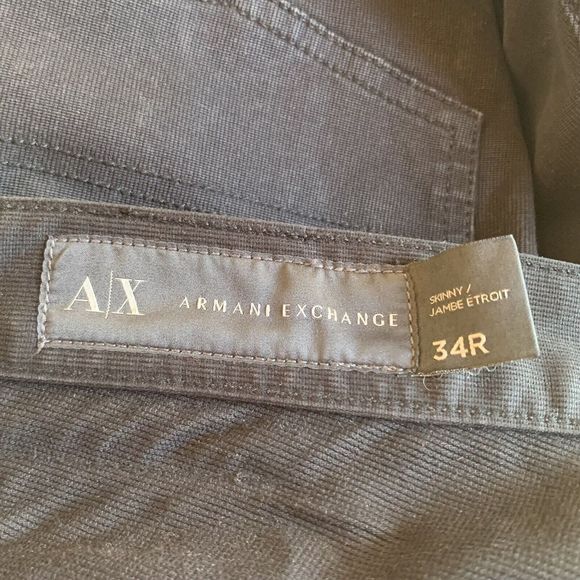 A|X ARMANI EXCHANGE
SKINNY /
JAMBE ÉTROIT
34R